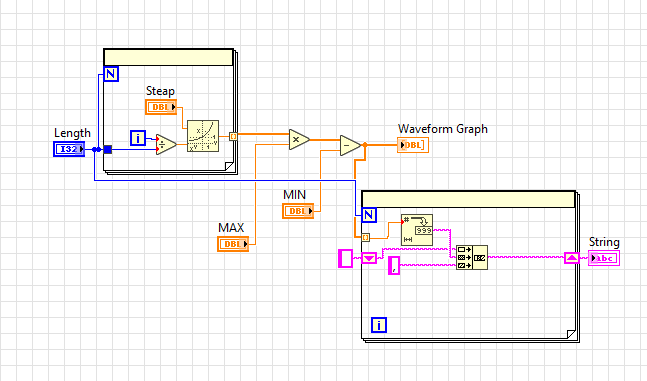 N
Steap
DBL
Length
I32
i
÷
x
Waveform Graph
DBL]
MIN
DBL
MAX
DBL
N
#
999
String
abc
,
i